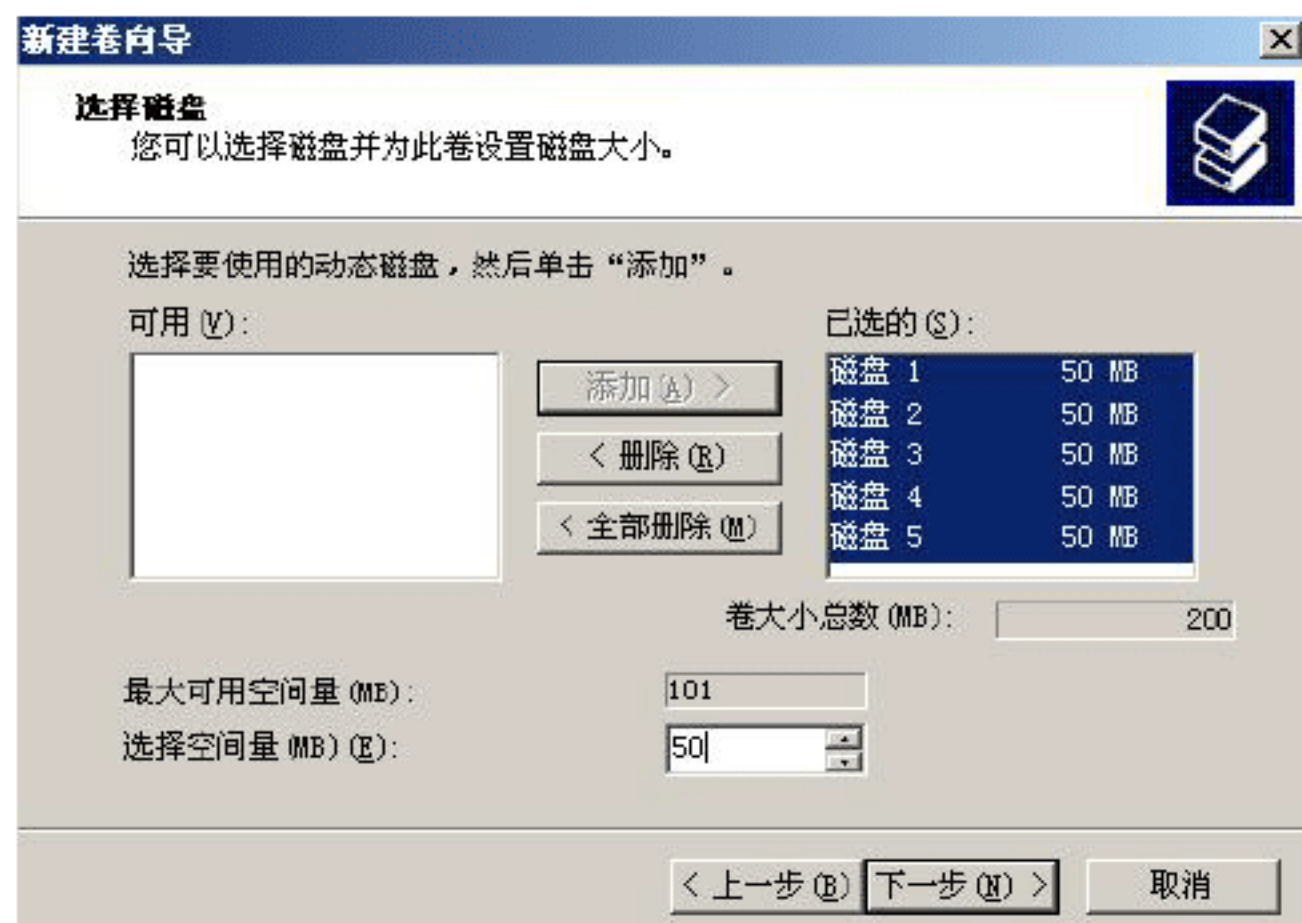 新建卷向导
选择磁盘
您可以选择磁盘并为此卷设置磁盘大小。
选择要使用的动态磁盘，然后单击“添加”。
可用(V): 已选的(S):
添加(A) >
< 删除(R)
< 全部删除(M)
磁盘 1 50 MB
磁盘 2 50 MB
磁盘 3 50 MB
磁盘 4 50 MB
磁盘 5 50 MB
卷大小总数(MB): 200
最大可用空间量(MB): 101
选择空间量(MB)(E): 50
< 上一步(B) 下一步(N) > 取消